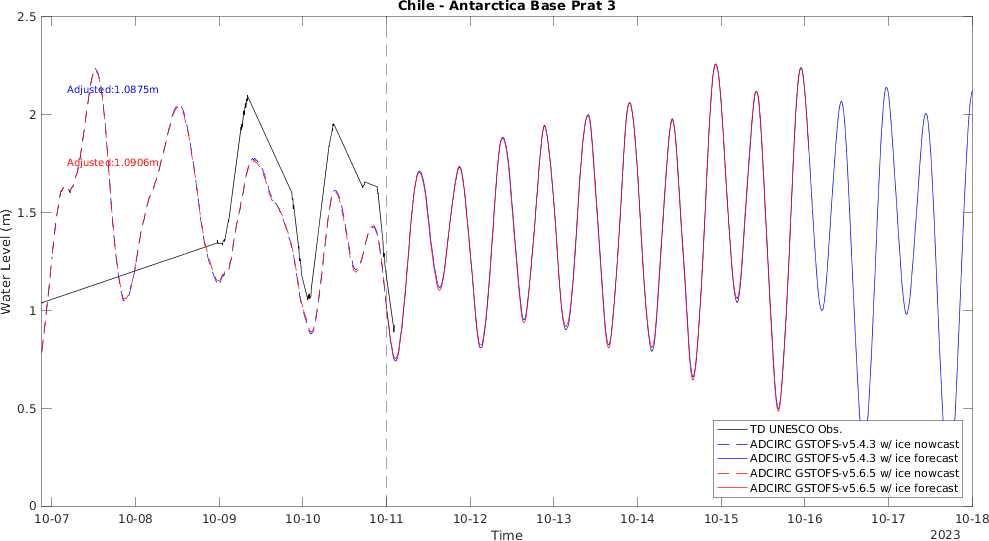 Chile - Antarctica Base Prat 3
2.5
2
1.5
1
0.5
0
Water Level (m)
Adjusted:1.0875m
Adjusted:1.0906m
TD UNESCO Obs.
ADCIRC GSTOFS-v5.4.3 w/ ice nowcast
ADCIRC GSTOFS-v5.4.3 w/ ice forecast
ADCIRC GSTOFS-v5.6.5 w/ ice nowcast
ADCIRC GSTOFS-v5.6.5 w/ ice forecast
10-07 10-08 10-09 10-10 10-11 10-12 10-13 10-14 10-15 10-16 10-17 10-18
Time
2023